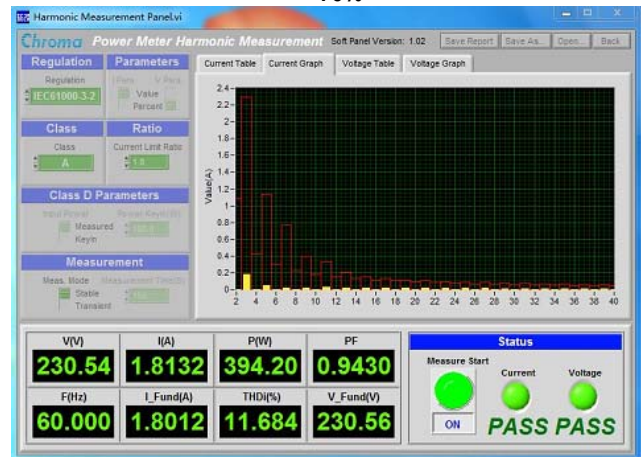 Harmonic Measurement Panel.vi
Chroma Power Meter Harmonic Measurement Soft Panel Version: 1.02 Save Report Save As.. Open... Back
Regulation Parameters Current Table Current Graph Voltage Table Voltage Graph
Regulation
IEC61000-3-2 Value
Percent
Class Ratio
Class Current Limit Ratio
A 1.0
Class D Parameters
Measured
Keyin
Measurement
Meas. Mode
Stable
Transient
Value(A)
2.4
2.2
2
1.8
1.6
1.4
1.2
1
0.8
0.6
0.4
0.2
0
2 4 6 8 10 12 14 16 18 20 22 24 26 28 30 32 34 36 38 40
V(V) I(A) P(W) PF
230.54 1.8132 394.20 0.9430
F(Hz) I_Fund(A) THDi(%) V_Fund(V)
60.000 1.8012 11.684 230.56
Status
Measure Start Current Voltage
ON PASS PASS